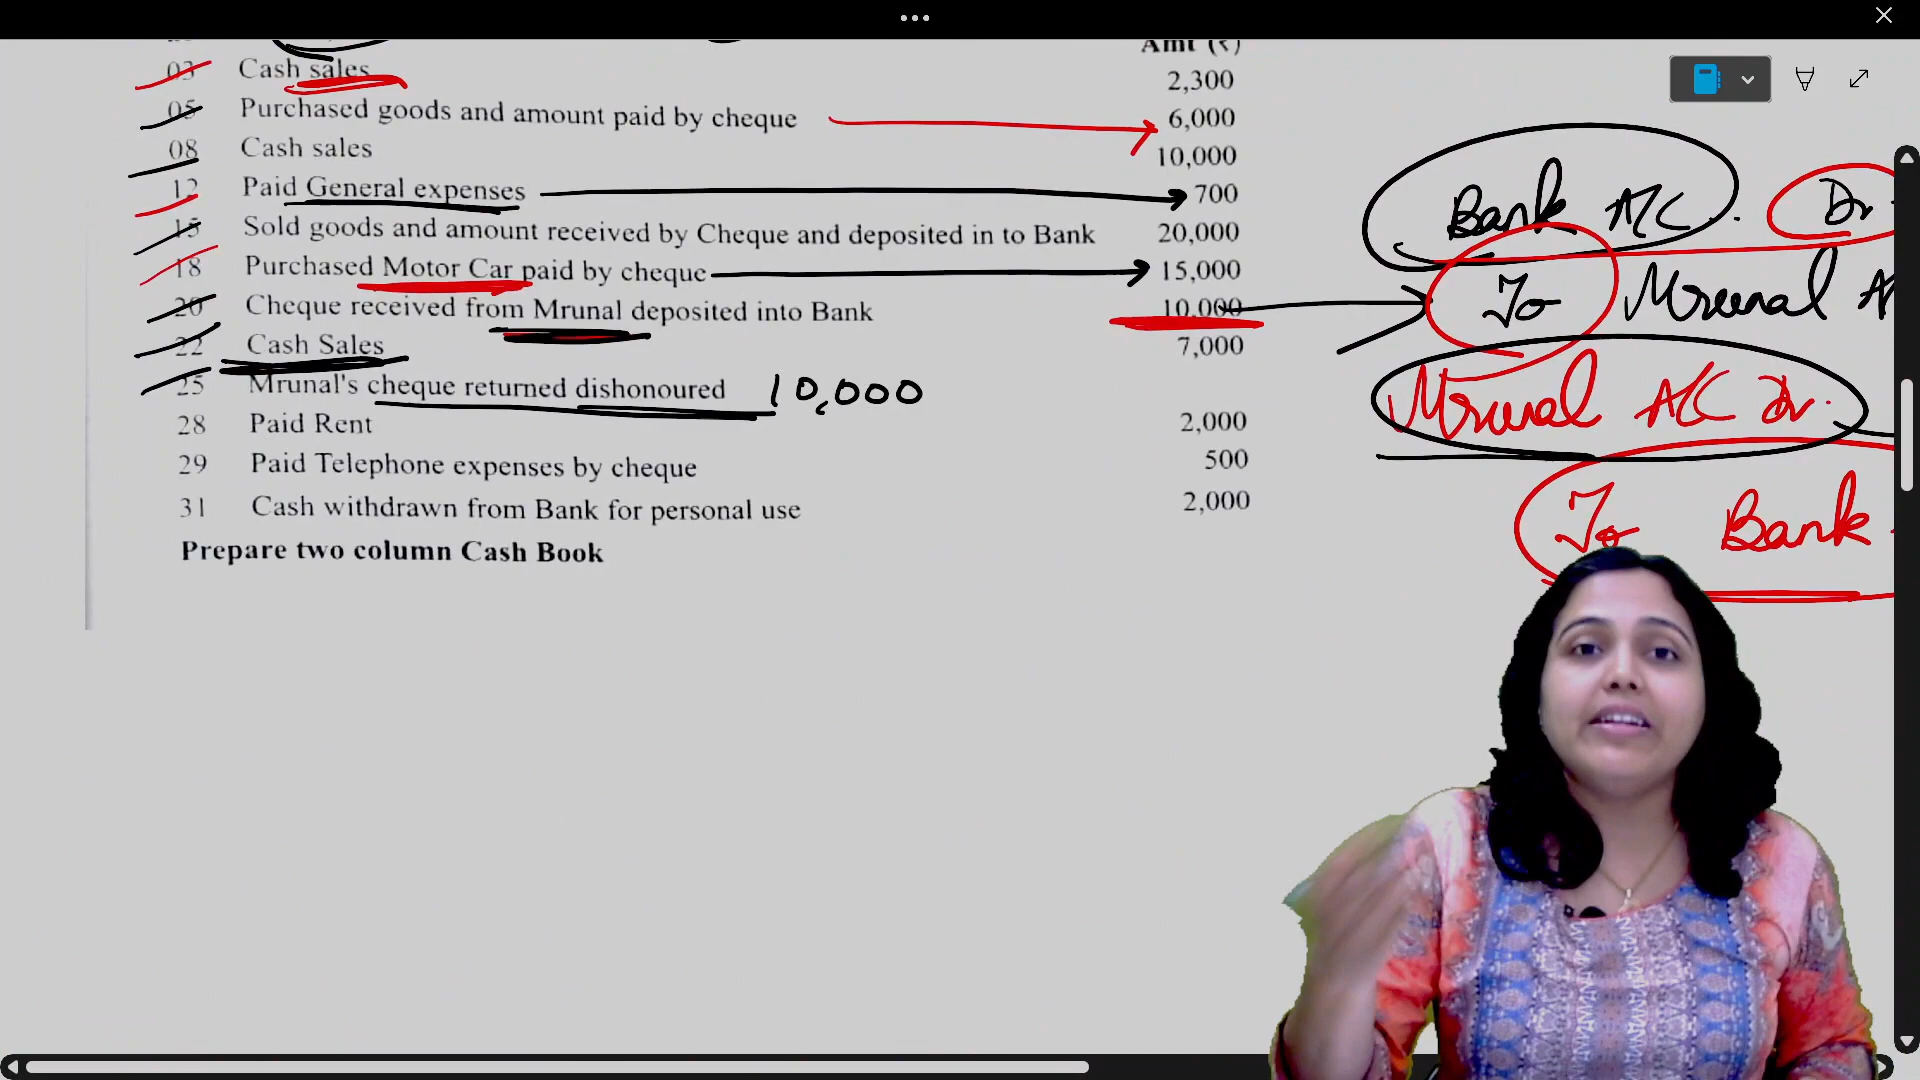 Amt (₹)
03 Cash sales 2,300
05 Purchased goods and amount paid by cheque 6,000
08 Cash sales 10,000
12 Paid General expenses 700
15 Sold goods and amount received by Cheque and deposited in to Bank 20,000
18 Purchased Motor Car paid by cheque 15,000
20 Cheque received from Mrunal deposited into Bank 10,000
22 Cash Sales 7,000
25 Mrunal's cheque returned dishonoured 10,000
28 Paid Rent 2,000
29 Paid Telephone expenses by cheque 500
31 Cash withdrawn from Bank for personal use 2,000
Prepare two column Cash Book
Bank A/C. Dr.
To Mrunal A
Mrunal A/C Dr.
To Bank